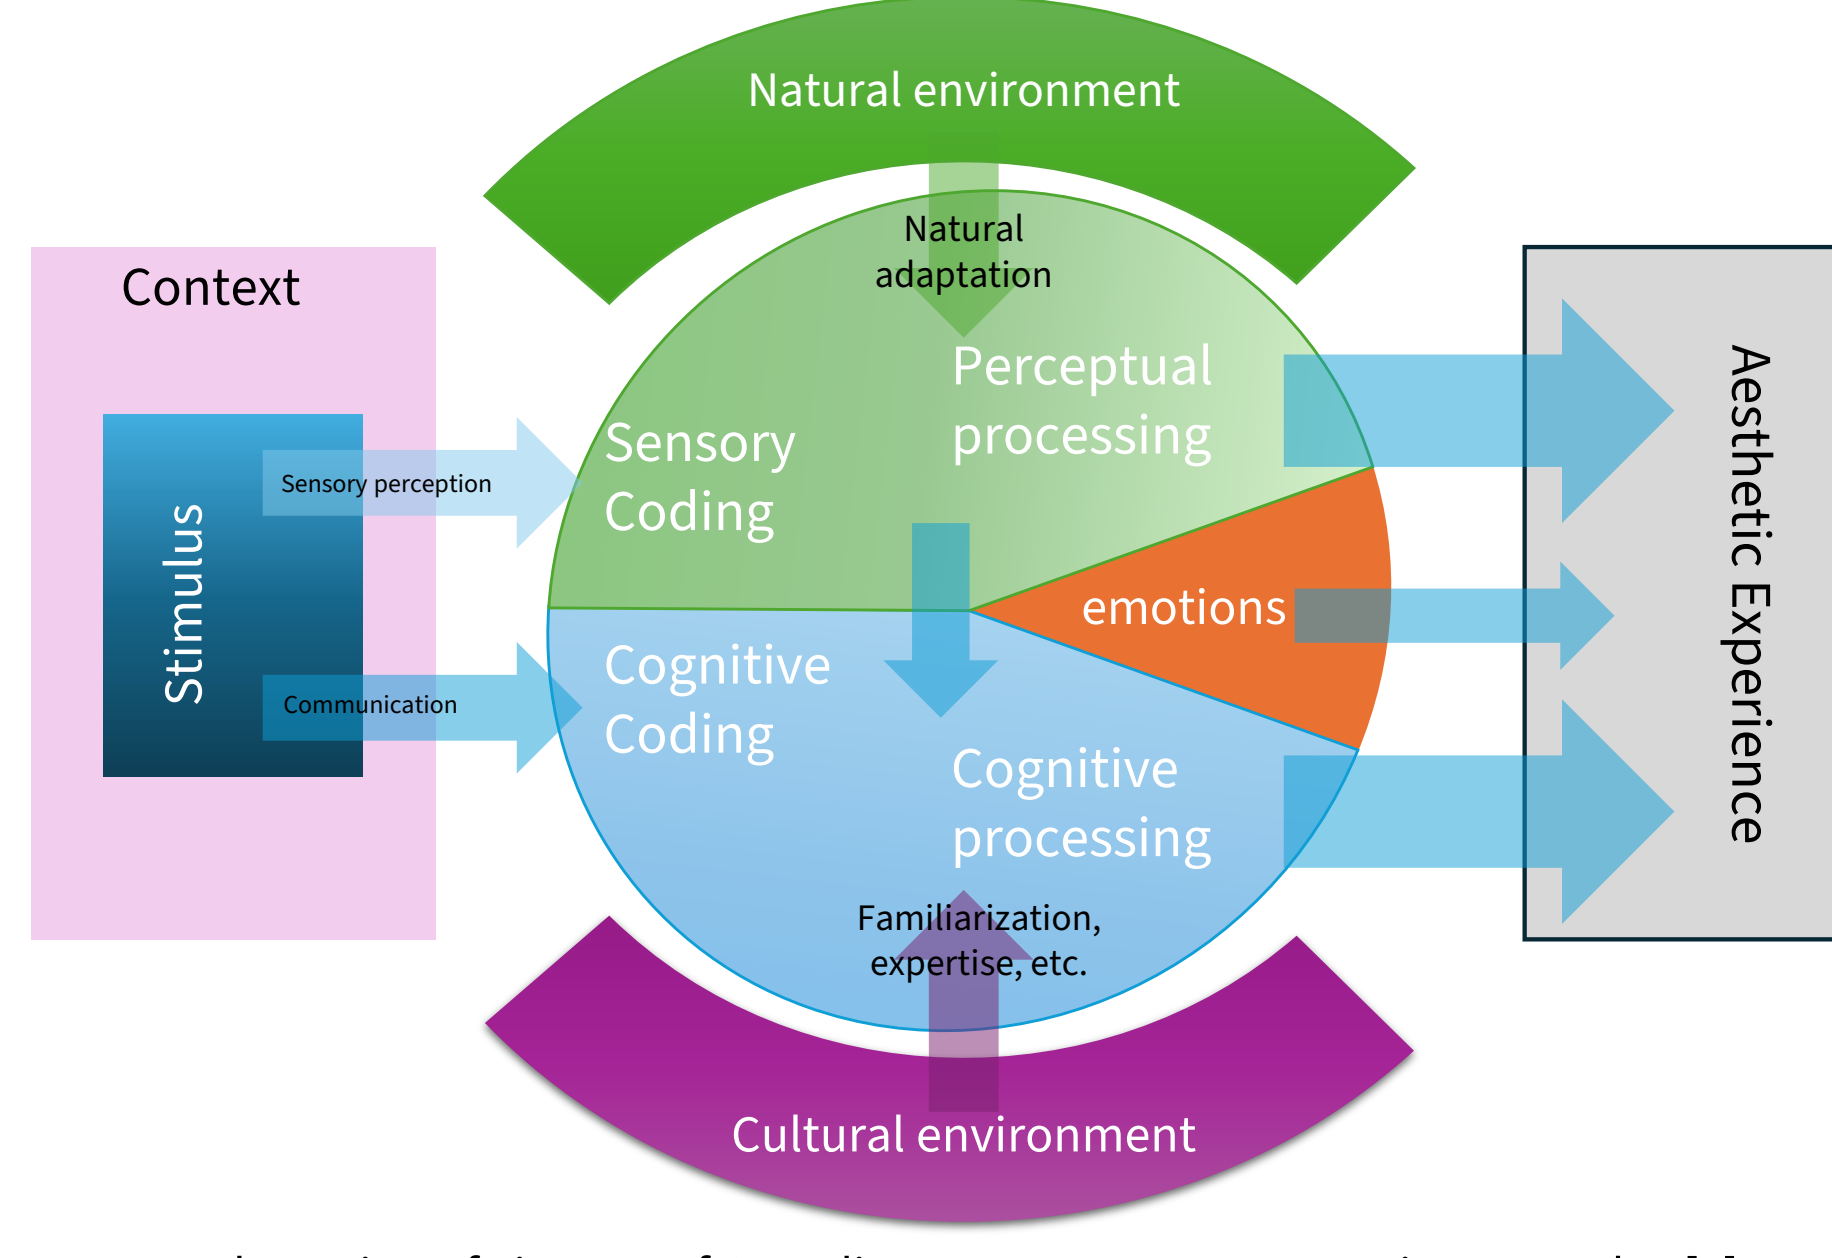 Natural environment
Natural
adaptation
Context
Perceptual
processing
Sensory
Coding
Sensory perception
Stimulus
Aesthetic Experience
emotions
Cognitive
Coding
Communication
Cognitive
processing
Familiarization,
expertise, etc.
Cultural environment